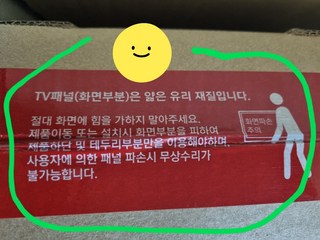 TV패널(화면부분)은 얇은 유리 재질입니다.
절대 화면에 힘을 가하지 말아주세요.
제품이동 또는 설치시 화면부분을 피하여
제품하단 및 테두리부분만을 이용해야하며,
사용자에 의한 패널 파손시 무상수리가
불가능합니다.
화면파손
주의